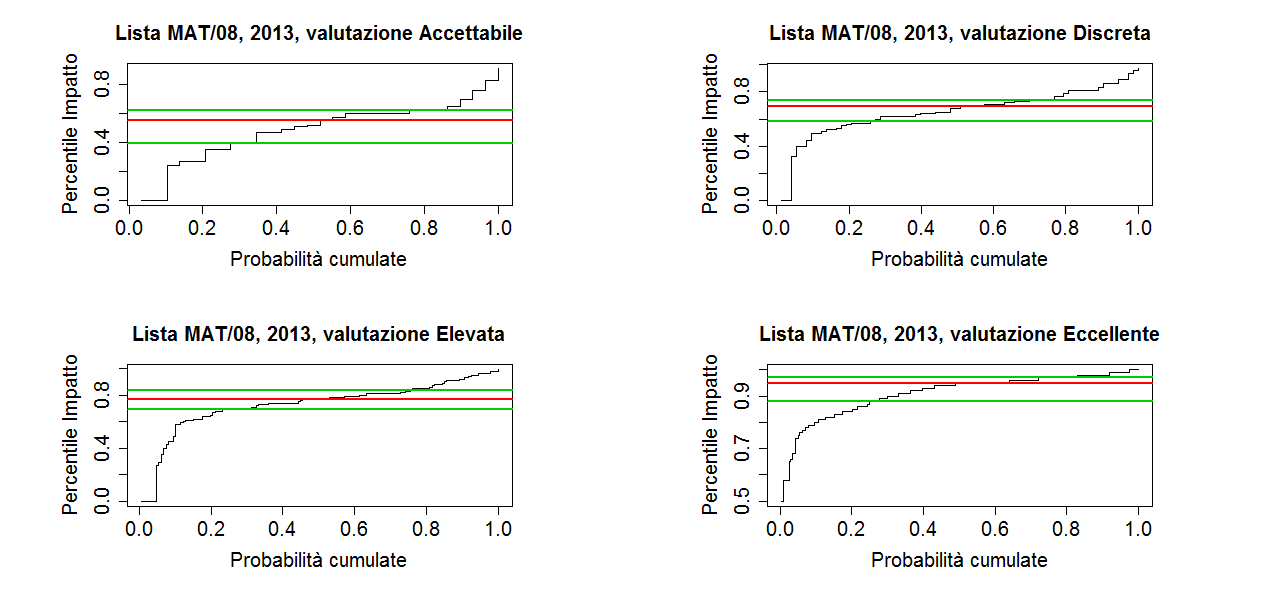 Lista MAT/08, 2013, valutazione Accettabile
Percentile Impatto
0.0 0.4 0.8
0.0 0.2 0.4 0.6 0.8 1.0
Probabilità cumulate
Lista MAT/08, 2013, valutazione Discreta
Percentile Impatto
0.0 0.4 0.8
0.0 0.2 0.4 0.6 0.8 1.0
Probabilità cumulate
Lista MAT/08, 2013, valutazione Elevata
Percentile Impatto
0.0 0.4 0.8
0.0 0.2 0.4 0.6 0.8 1.0
Probabilità cumulate
Lista MAT/08, 2013, valutazione Eccellente
Percentile Impatto
0.5 0.7 0.9
0.0 0.2 0.4 0.6 0.8 1.0
Probabilità cumulate